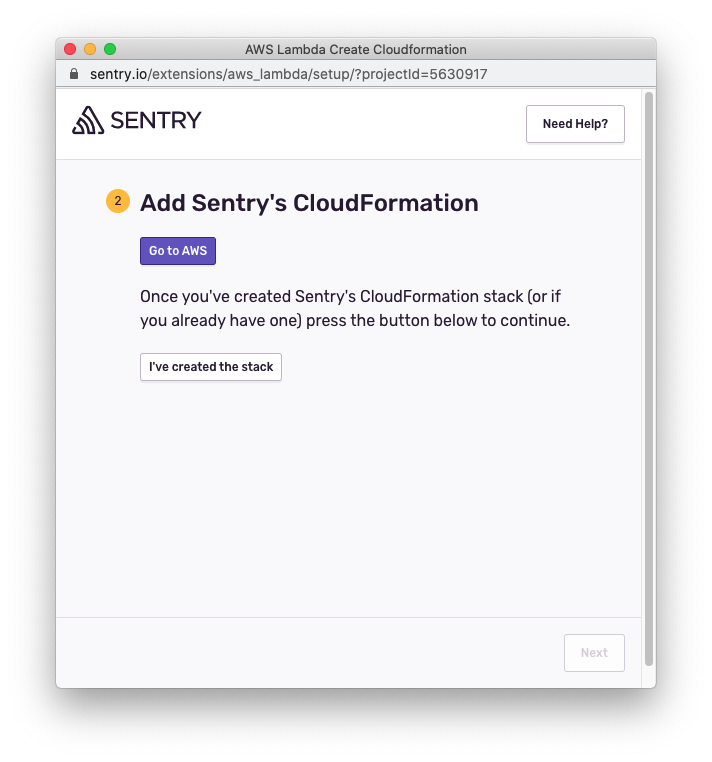 AWS Lambda Create Cloudformation
sentry.io/extensions/aws_lambda/setup/?projectId=5630917
SENTRY
Need Help?
2
Add Sentry's CloudFormation
Go to AWS
Once you've created Sentry's CloudFormation stack (or if
you already have one) press the button below to continue.
I've created the stack
Next